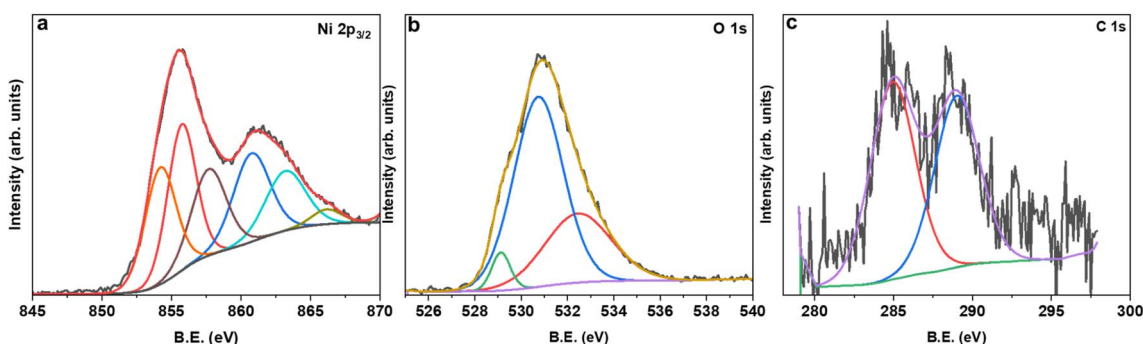 a
Ni 2p3/2
Intensity (arb. units)
845 850 855 860 865 870
B.E. (eV)
b
O 1s
Intensity (arb. units)
526 528 530 532 534 536 538 540
B.E. (eV)
c
C 1s
Intensity (arb. units)
280 285 290 295 300
B.E. (eV)